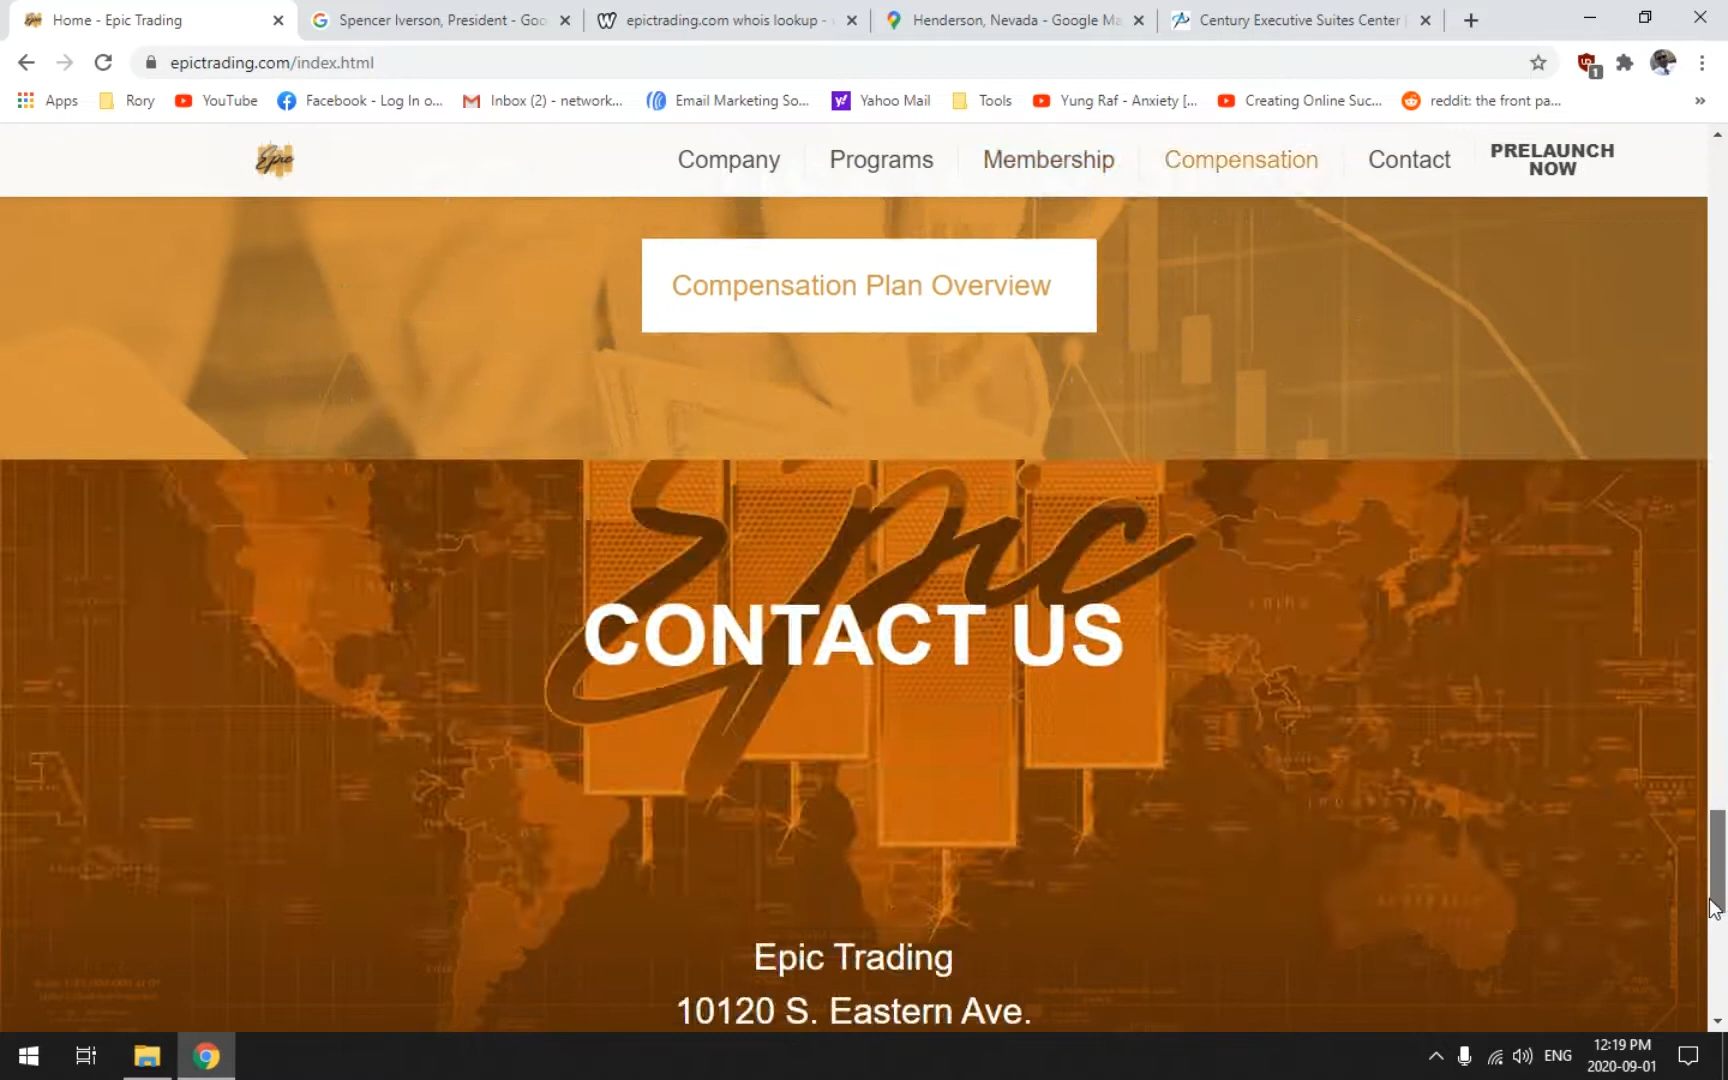 Home - Epic Trading
Spencer Iverson, President - Goo
epictrading.com whois lookup -
Henderson, Nevada - Google Ma
Century Executive Suites Center
epictrading.com/index.html
1
Apps
Rory
YouTube
Facebook - Log In o...
Inbox (2) - network...
Email Marketing So...
Yahoo Mail
Tools
Yung Raf - Anxiety [...
Creating Online Suc...
reddit: the front pa...
»
Epic
Company
Programs
Membership
Compensation
Contact
PRELAUNCH
NOW
Compensation Plan Overview
Epic
CONTACT US
Epic Trading
10120 S. Eastern Ave.
ENG
12:19 PM
2020-09-01